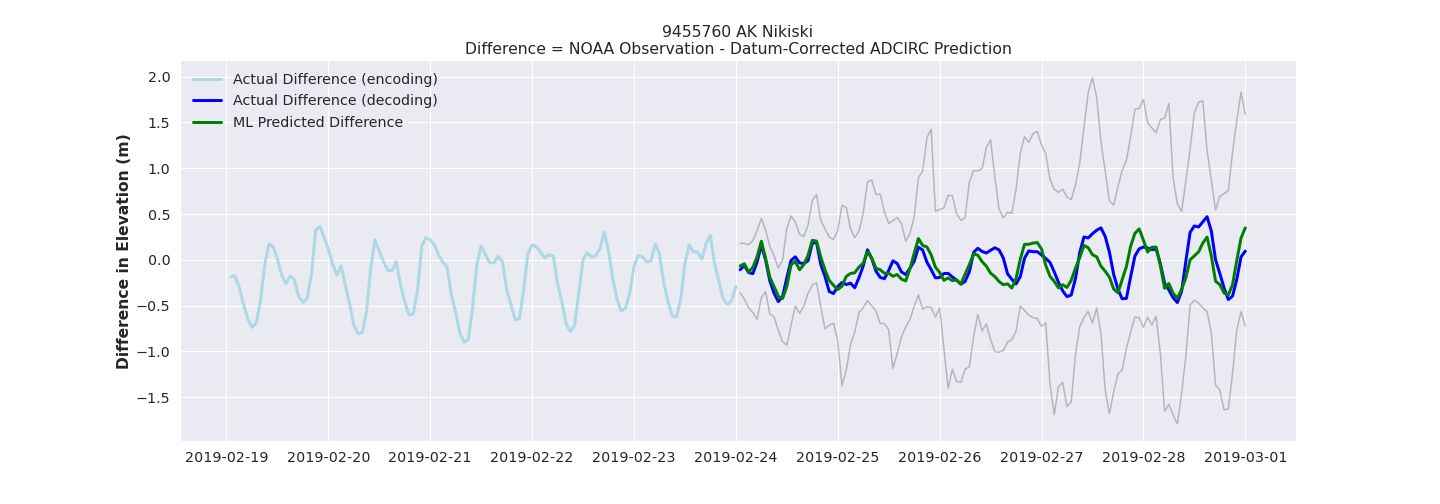 9455760 AK Nikiski
Difference = NOAA Observation - Datum-Corrected ADCIRC Prediction
Actual Difference (encoding)
Actual Difference (decoding)
ML Predicted Difference
Difference in Elevation (m)
2.0
1.5
1.0
0.5
0.0
−0.5
−1.0
−1.5
2019-02-19 2019-02-20 2019-02-21 2019-02-22 2019-02-23 2019-02-24 2019-02-25 2019-02-26 2019-02-27 2019-02-28 2019-03-01